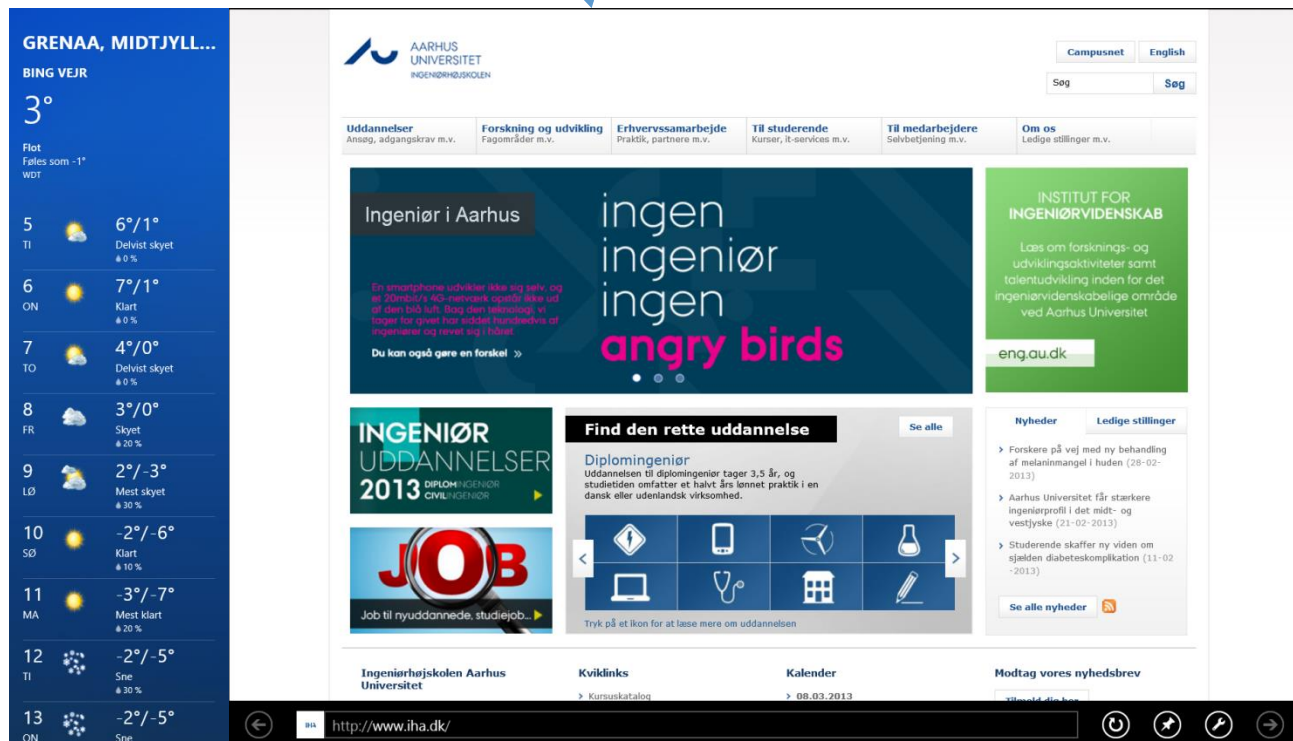 GRENAA, MIDTJYLL...
BING VEJR
3°
Flot
Føles som -1°
WDT
5
TI
6°/1°
Delvist skyet
0 %
6
ON
7°/1°
Klart
0 %
7
TO
4°/0°
Delvist skyet
0 %
8
FR
3°/0°
Skyet
20 %
9
LØ
2°/-3°
Mest skyet
30 %
10
SØ
-2°/-6°
Klart
10 %
11
MA
-3°/-7°
Mest klart
20 %
12
TI
-2°/-5°
Sne
30 %
13
ON
-2°/-5°
Sne
AARHUS
UNIVERSITET
INGENIØRHØJSKOLEN
Campusnet English
Søg Søg
Uddannelser
Ansøg, adgangskrav m.v.
Forskning og udvikling
Fagområder m.v.
Erhvervssamarbejde
Praktik, partnere m.v.
Til studerende
Kurser, it-services m.v.
Til medarbejdere
Selvbetjening m.v.
Om os
Ledige stillinger m.v.
Ingeniør i Aarhus
En smartphone udvikler ikke sig selv, og
et 20mbit/s 4G-netværk opstår ikke ud
af den blå luft. Bag den teknologi, vi
tager for givet har siddet hundredvis af
ingeniører og revet sig i håret.
Du kan også gøre en forskel »
ingen
ingeniør
ingen
angry birds
INSTITUT FOR
INGENIØRVIDENSKAB
Læs om forsknings- og
udviklingsaktiviteter samt
talentudvikling inden for det
ingeniørvidenskabelige område
ved Aarhus Universitet
eng.au.dk
INGENIØR
UDDANNELSER
2013 DIPLOMINGENIØR
CIVILINGENIØR
JOB
Job til nyuddannede, studiejob...
Find den rette uddannelse
Se alle
Diplomingeniør
Uddannelsen til diplomingeniør tager 3,5 år, og
studietiden omfatter et halvt års lønnet praktik i en
dansk eller udenlandsk virksomhed.
Tryk på et ikon for at læse mere om uddannelsen
Nyheder Ledige stillinger
Forskere på vej med ny behandling
af melaninmangel i huden (28-02-
2013)
Aarhus Universitet får stærkere
ingeniørprofil i det midt- og
vestjyske (21-02-2013)
Studerende skaffer ny viden om
sjælden diabeteskomplikation (11-02
-2013)
Se alle nyheder
Ingeniørhøjskolen Aarhus
Universitet
Kviklinks
Kursuskatalog
Kalender
08.03.2013
Modtag vores nyhedsbrev
Tilmeld dig her
IHA
http://www.iha.dk/